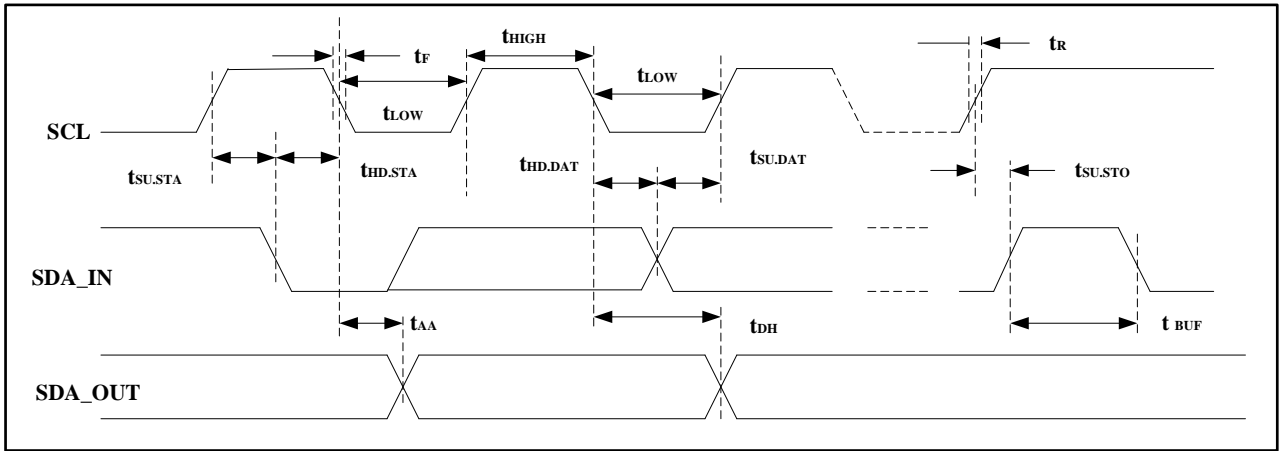 tHIGH
tR
tF
tLOW
tLOW
SCL
tSU.STA
tHD.STA
tHD.DAT
tSU.DAT
tSU.STO
SDA_IN
tAA
tDH
t BUF
SDA_OUT